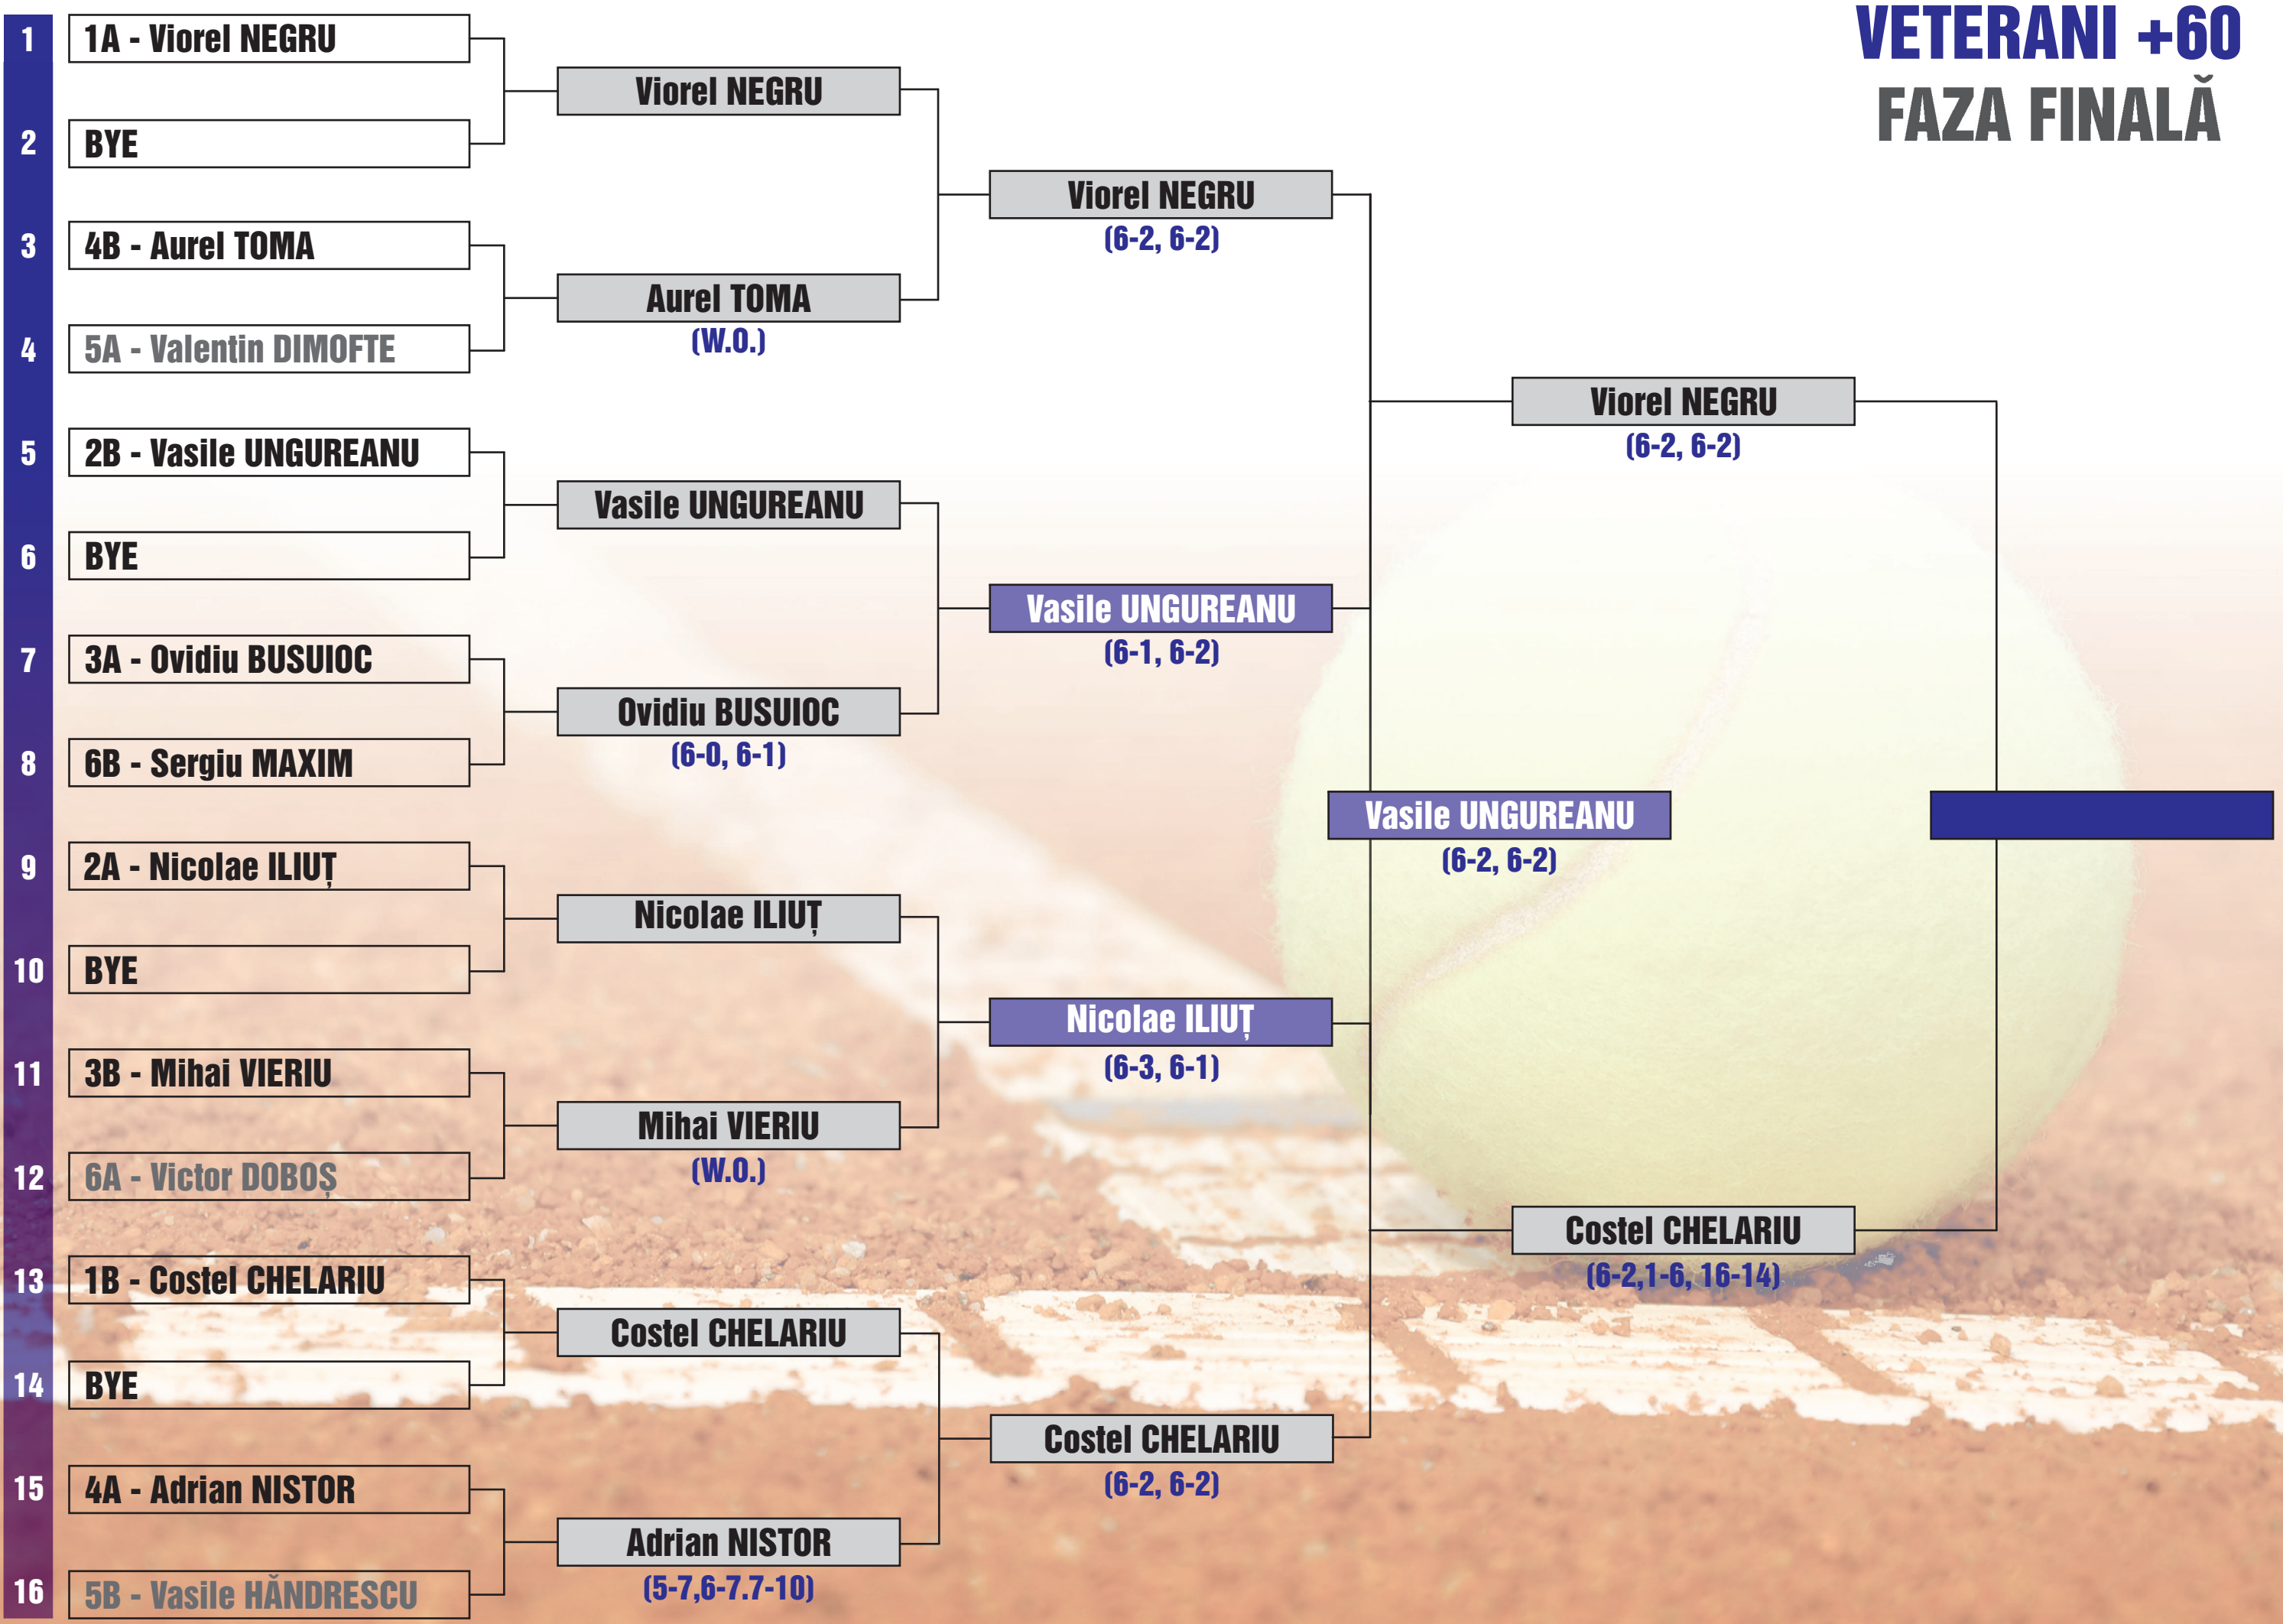 VETERANI +60
FAZA FINALĂ
1
1A - Viorel NEGRU
2
BYE
3
4B - Aurel TOMA
4
5A - Valentin DIMOFTE
5
2B - Vasile UNGUREANU
6
BYE
7
3A - Ovidiu BUSUIOC
8
6B - Sergiu MAXIM
9
2A - Nicolae ILIUȚ
10
BYE
11
3B - Mihai VIERIU
12
6A - Victor DOBOȘ
13
1B - Costel CHELARIU
14
BYE
15
4A - Adrian NISTOR
16
5B - Vasile HĂNDRESCU
Viorel NEGRU
Aurel TOMA
(W.O.)
Vasile UNGUREANU
Ovidiu BUSUIOC
(6-0, 6-1)
Nicolae ILIUȚ
Mihai VIERIU
(W.O.)
Costel CHELARIU
Adrian NISTOR
(5-7,6-7.7-10)
Viorel NEGRU
(6-2, 6-2)
Vasile UNGUREANU
(6-1, 6-2)
Nicolae ILIUȚ
(6-3, 6-1)
Costel CHELARIU
(6-2, 6-2)
Viorel NEGRU
(6-2, 6-2)
Vasile UNGUREANU
(6-2, 6-2)
Costel CHELARIU
(6-2,1-6, 16-14)